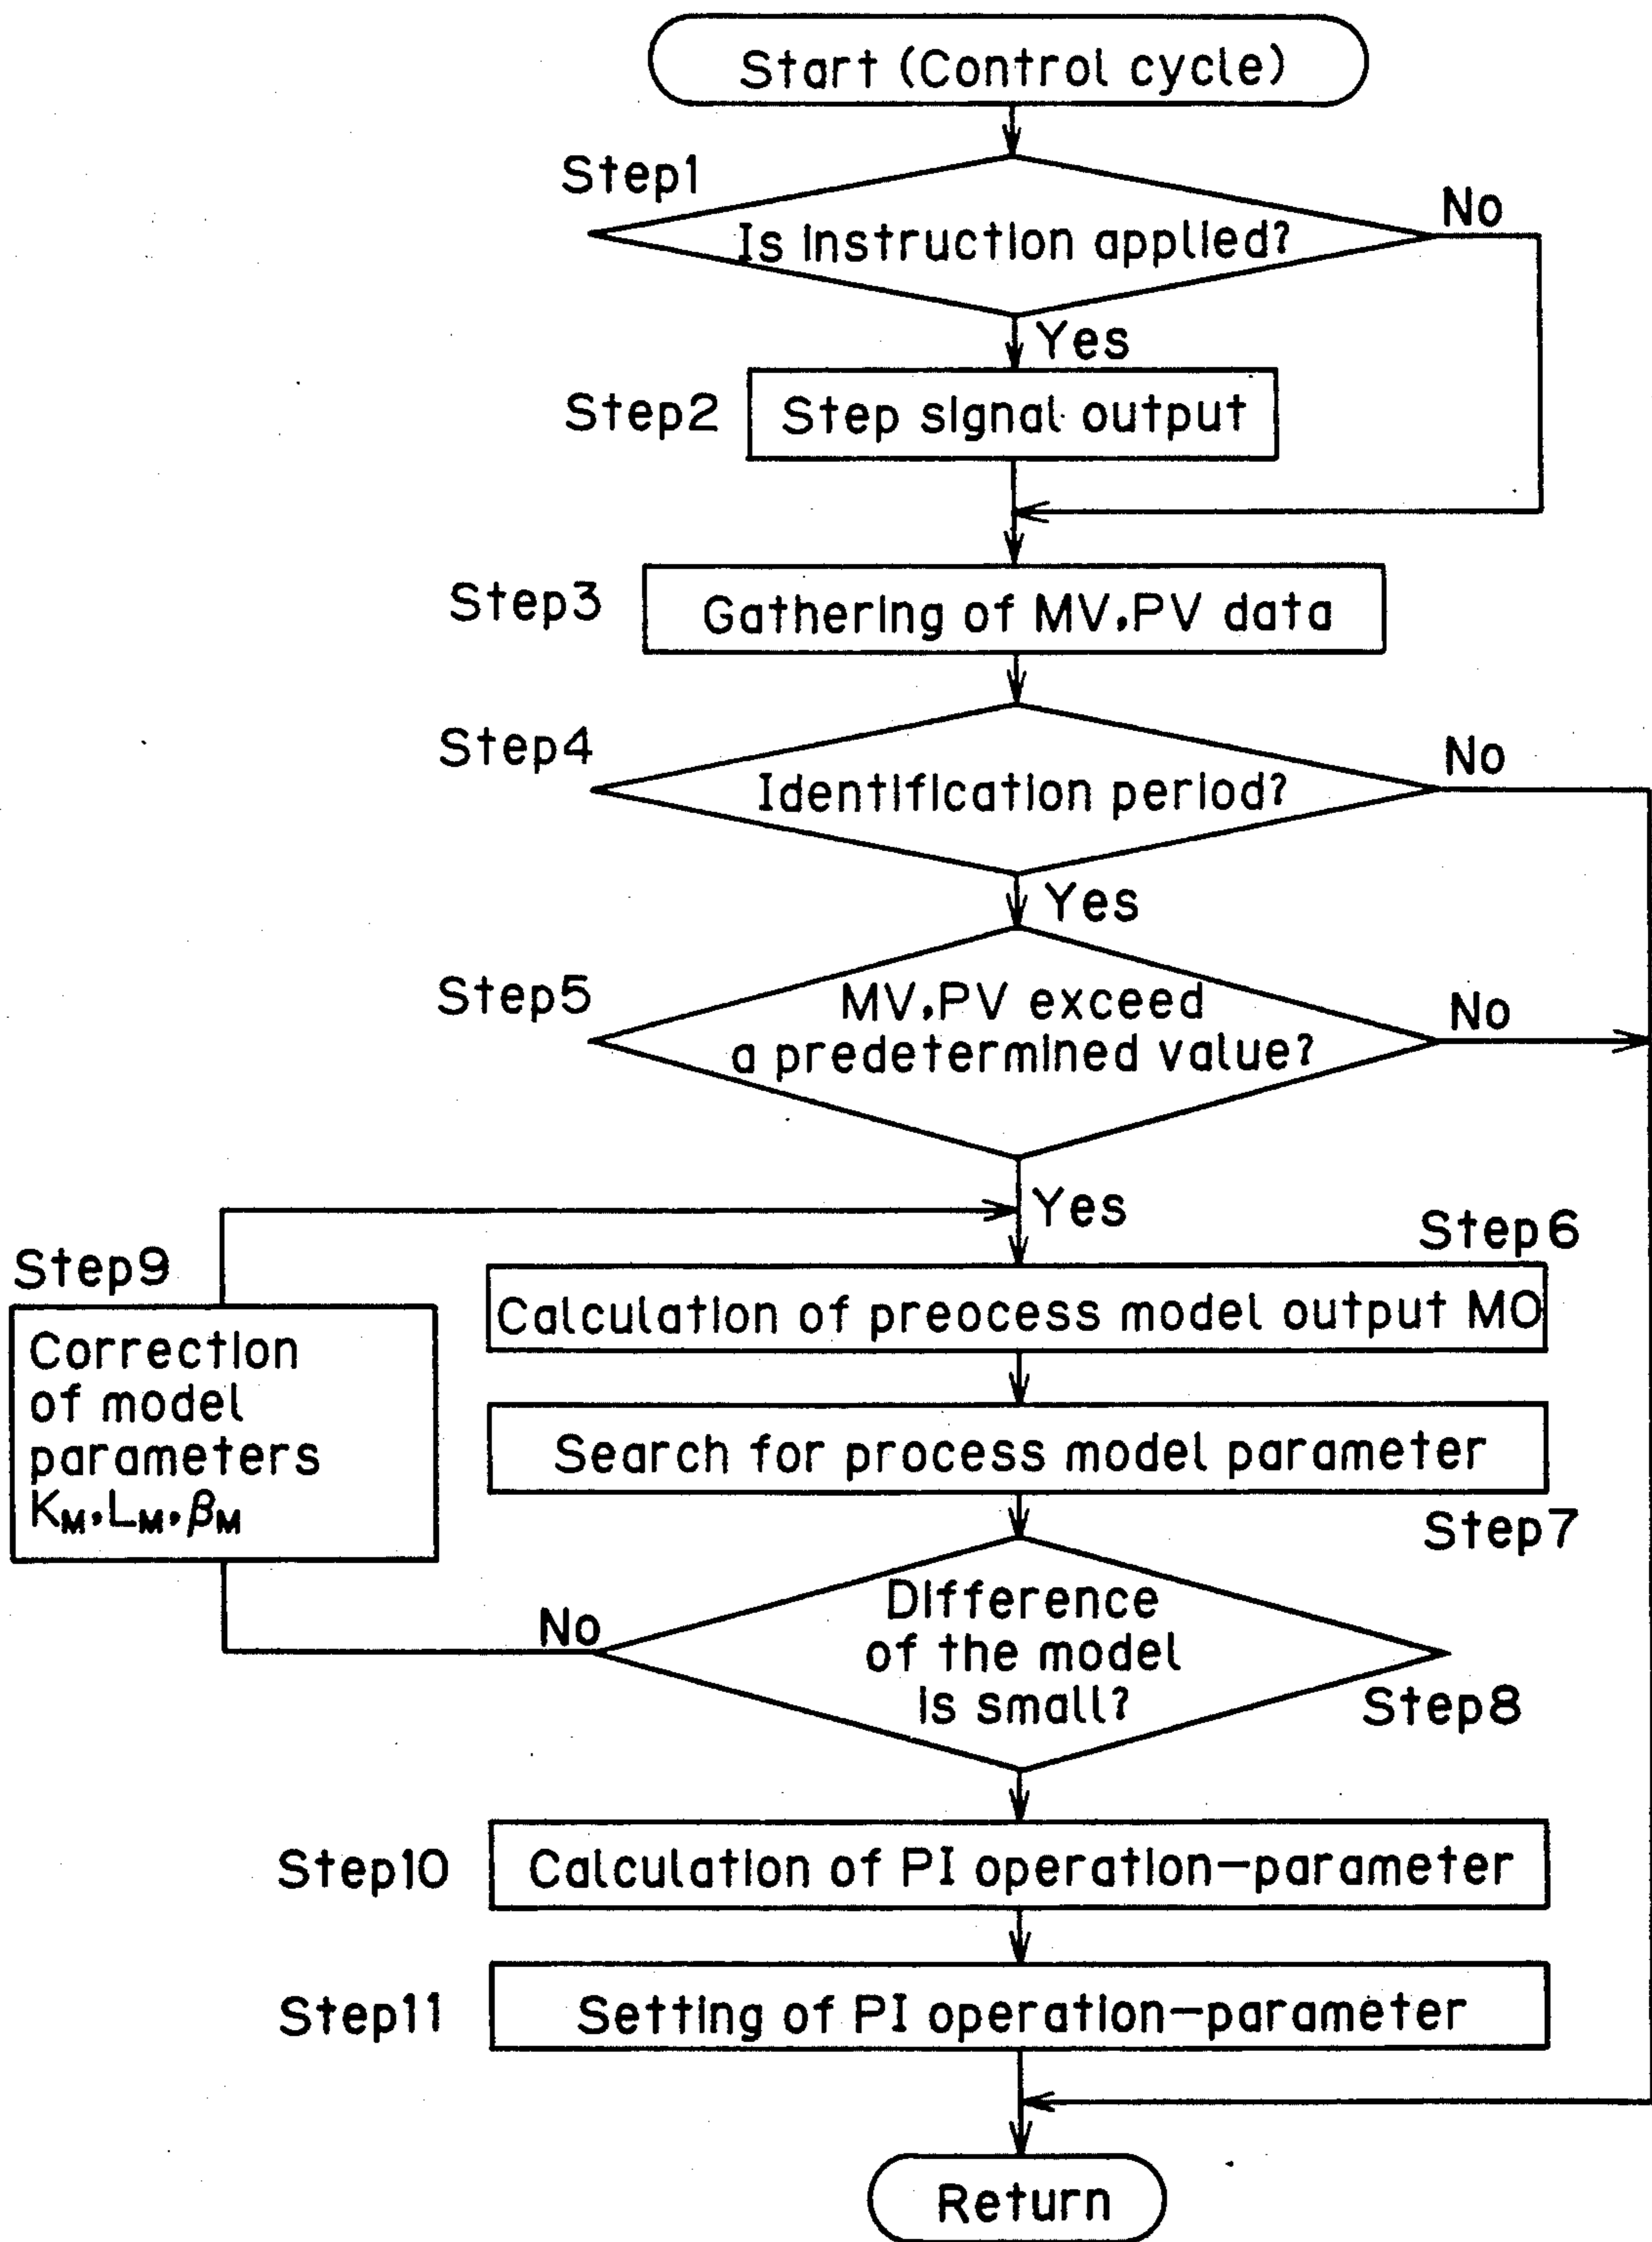 Start (Control cycle)
Step1
No
Is instruction applied?
Yes
Step2
Step signal output
Step3
Gathering of MV.PV data
Step4
No
Identification period?
Yes
Step5
MV.PV exceed
a predetermined value?
No
Yes
Step6
Step9
Calculation of preocess model output MO
Correction
of model
parameters
KM.LM.βM
Search for process model parameter
Step7
Difference
of the model
is small?
No
Step8
Step10
Calculation of PI operation-parameter
Step11
Setting of PI operation-parameter
Return